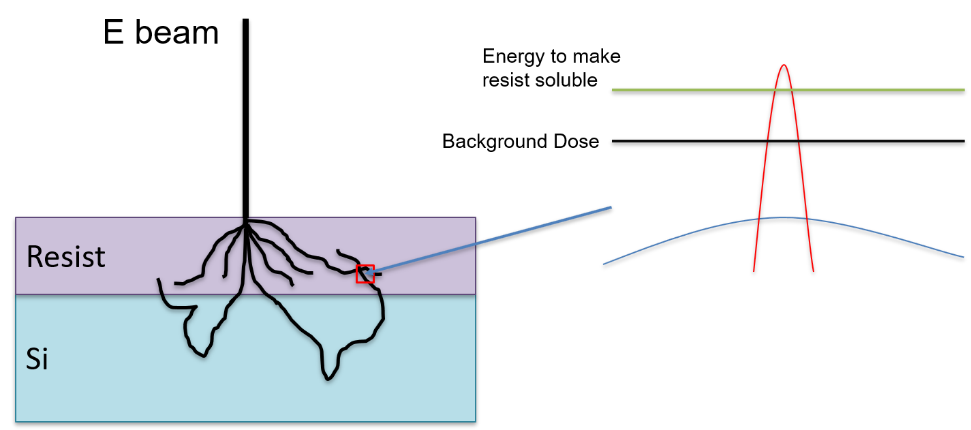 E beam
Energy to make
resist soluble
Background Dose
Resist
Si